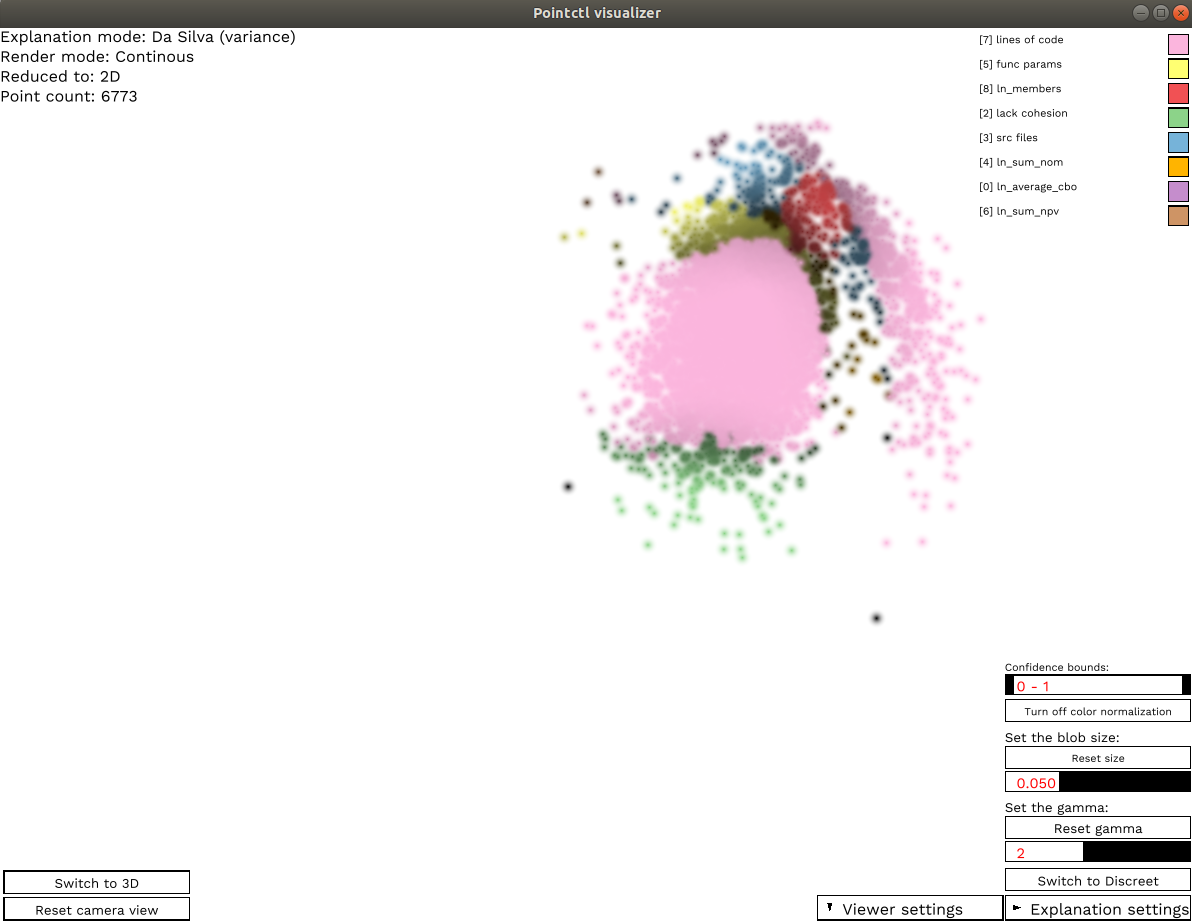 Pointctl visualizer
Explanation mode: Da Silva (variance)
Render mode: Continous
Reduced to: 2D
Point count: 6773
[7] lines of code
[5] func params
[8] ln_members
[2] lack cohesion
[3] src files
[4] ln_sum_nom
[0] ln_average_cbo
[6] ln_sum_npv
Confidence bounds:
0 - 1
Turn off color normalization
Set the blob size:
Reset size
0.050
Set the gamma:
Reset gamma
2
Switch to Discreet
Switch to 3D
Reset camera view
Viewer settings
Explanation settings